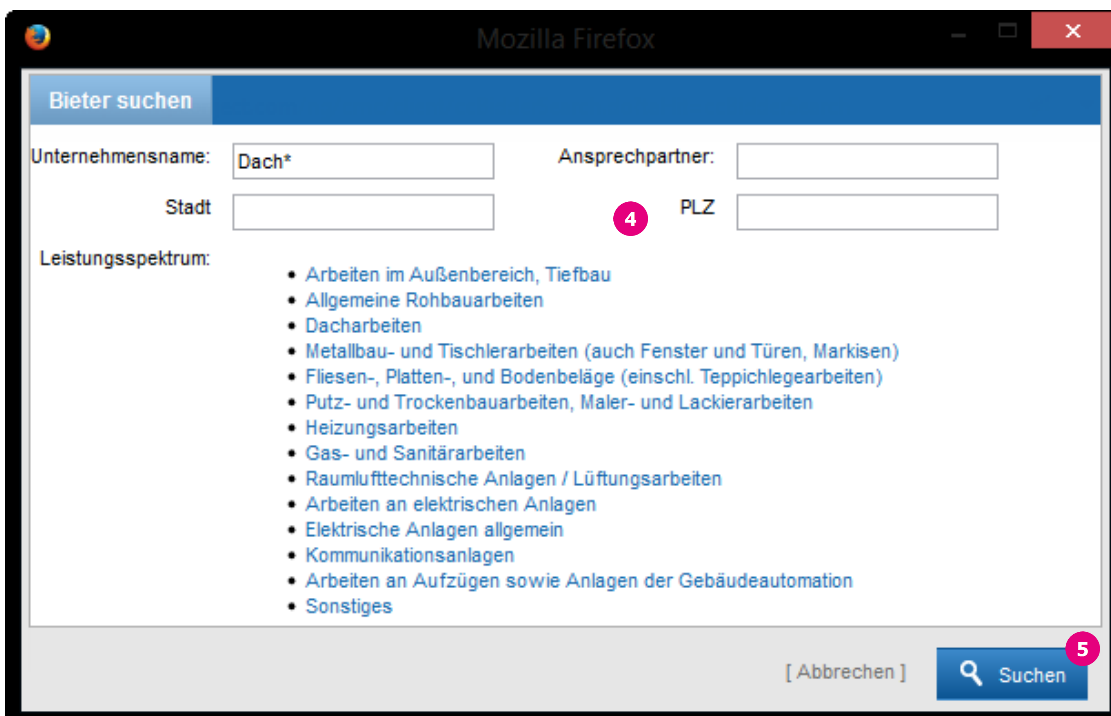 Mozilla Firefox
Bieter suchen
Unternehmensname: Dach* Ansprechpartner:
Stadt 4 PLZ
Leistungsspektrum:
• Arbeiten im Außenbereich, Tiefbau
• Allgemeine Rohbauarbeiten
• Dacharbeiten
• Metallbau- und Tischlerarbeiten (auch Fenster und Türen, Markisen)
• Fliesen-, Platten-, und Bodenbeläge (einschl. Teppichlegearbeiten)
• Putz- und Trockenbauarbeiten, Maler- und Lackierarbeiten
• Heizungsarbeiten
• Gas- und Sanitärarbeiten
• Raumlufttechnische Anlagen / Lüftungsarbeiten
• Arbeiten an elektrischen Anlagen
• Elektrische Anlagen allgemein
• Kommunikationsanlagen
• Arbeiten an Aufzügen sowie Anlagen der Gebäudeautomation
• Sonstiges
5
[ Abbrechen ] Suchen